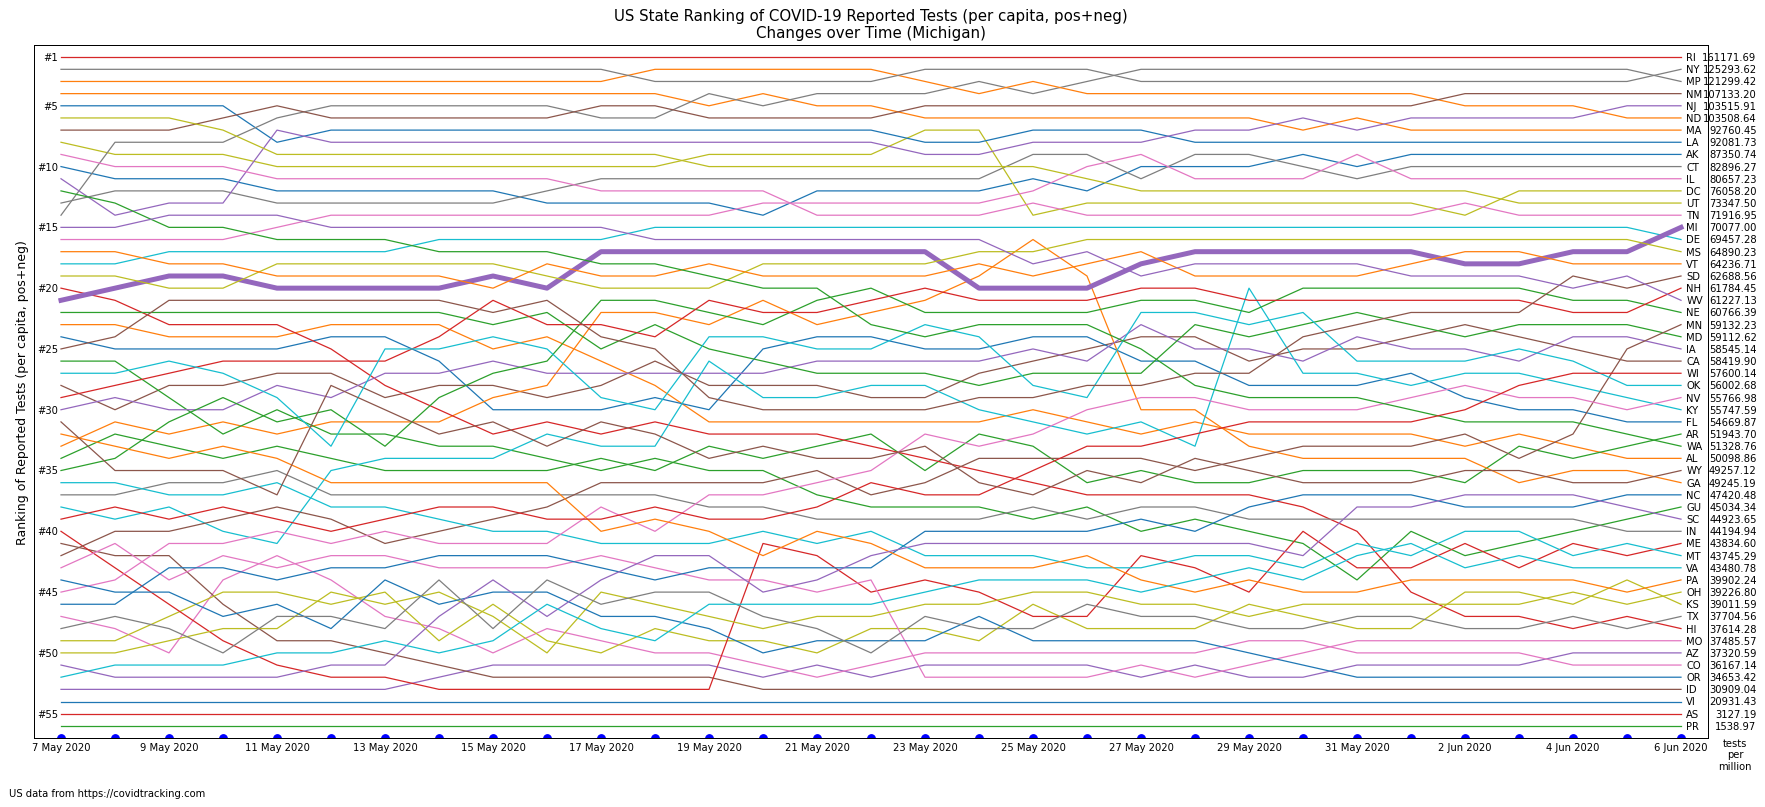 US State Ranking of COVID-19 Reported Tests (per capita, pos+neg)
Changes over Time (Michigan)
Ranking of Reported Tests (per capita, pos+neg)
#1
#5
#10
#15
#20
#25
#30
#35
#40
#45
#50
#55
RI 161171.69
NY 125293.62
MP 121299.42
NM 107133.20
NJ 103515.91
ND 103508.64
MA 92760.45
LA 92081.73
AK 87350.74
CT 82896.27
IL 80657.23
DC 76058.20
UT 73347.50
TN 71916.95
MI 70077.00
DE 69457.28
MS 64890.23
VT 64236.71
SD 62688.56
NH 61784.45
WV 61227.13
NE 60766.39
MN 59132.23
MD 59112.62
IA 58545.14
CA 58419.90
WI 57600.14
OK 56002.68
NV 55766.98
KY 55747.59
FL 54669.87
AR 51943.70
WA 51328.76
AL 50098.86
WY 49257.12
GA 49245.19
NC 47420.48
GU 45034.34
SC 44923.65
IN 44194.94
ME 43834.60
MT 43745.29
VA 43480.78
PA 39902.24
OH 39226.80
KS 39011.59
TX 37704.56
HI 37614.28
MO 37485.57
AZ 37320.59
CO 36167.14
OR 34653.42
ID 30909.04
VI 20931.43
AS 3127.19
PR 1538.97
7 May 2020 9 May 2020 11 May 2020 13 May 2020 15 May 2020 17 May 2020 19 May 2020 21 May 2020 23 May 2020 25 May 2020 27 May 2020 29 May 2020 31 May 2020 2 Jun 2020 4 Jun 2020 6 Jun 2020
tests
per
million
US data from https://covidtracking.com